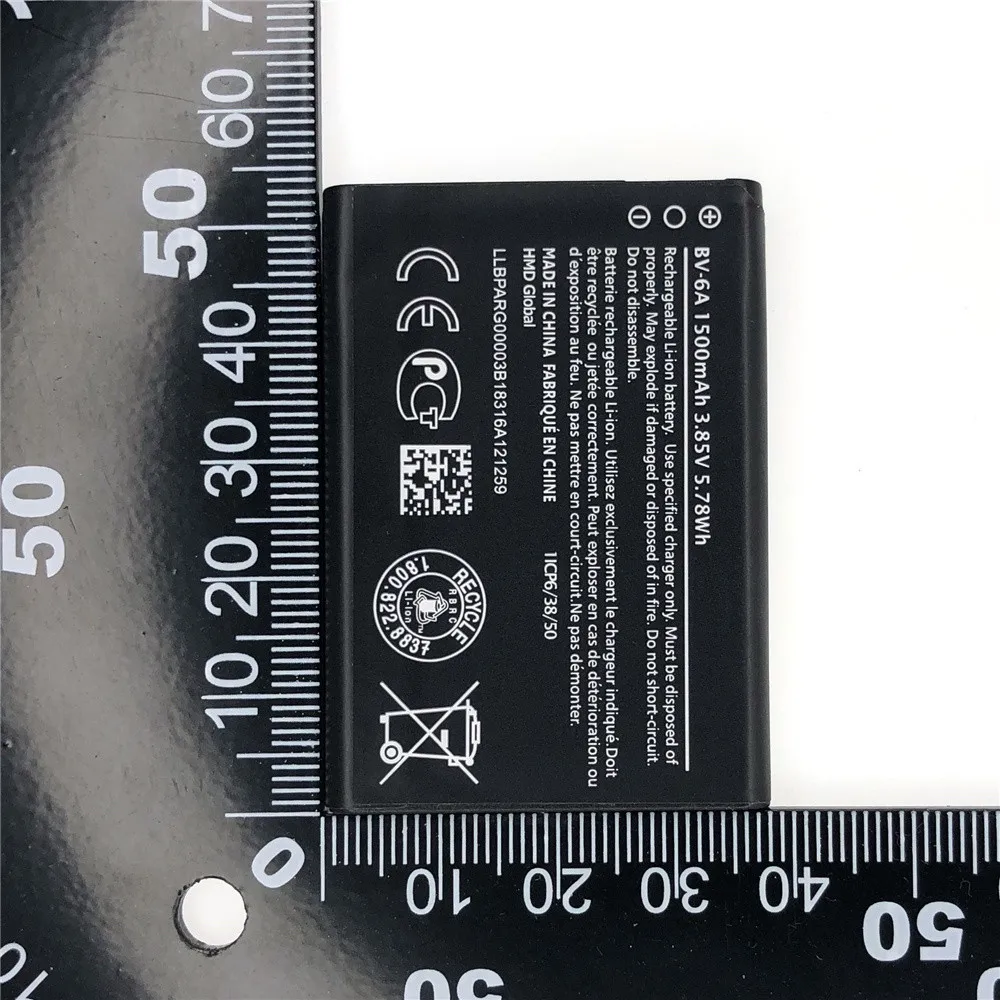 BV-6A 1500mAh 3.85V 5.78Wh
Rechargeable Li-ion battery. Use specified charger only. Must be disposed of
properly. May explode if damaged or disposed of in fire. Do not short-circuit.
Do not disassemble.
Batterie rechargeable Li-ion. Utilisez exclusivement le chargeur indiqué.Doit
être recyclée ou jetée correctement. Peut exploser en cas de détérioration ou
d'exposition au feu. Ne pas mettre en court-circuit.Ne pas démonter.
MADE IN CHINA FABRIQUÉ EN CHINE 1ICP6/38/50
HMD Global
LLBPARG00003B18316A121259
CE
PCT
RECYCLE
RBRC
Li-ion
TM
1.800.822.8837
0
10
20
30
40
50
60
7
50
50
10
20
30
40
50
50
10